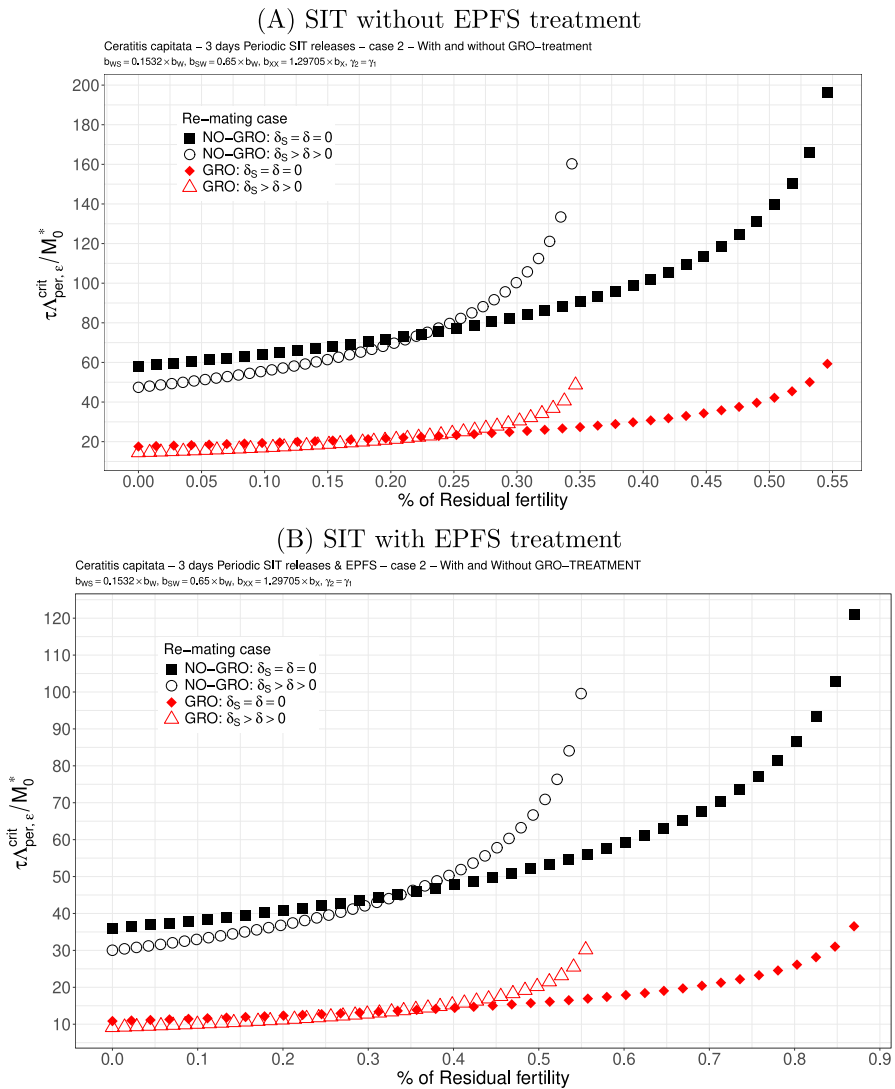 (A) SIT without EPFS treatment
Ceratitis capitata − 3 days Periodic SIT releases − case 2 − With and without GRO−treatment
b_WS = 0.1532 × b_W, b_SW = 0.65 × b_W, b_XX = 1.29705 × b_X, γ_2 = γ_1
τΛ^crit_per, ε / M_0^*
200
180
160
140
120
100
80
60
40
20
Re−mating case
NO−GRO: δ_S = δ = 0
NO−GRO: δ_S > δ > 0
GRO: δ_S = δ = 0
GRO: δ_S > δ > 0
0.00 0.05 0.10 0.15 0.20 0.25 0.30 0.35 0.40 0.45 0.50 0.55
% of Residual fertility
(B) SIT with EPFS treatment
Ceratitis capitata − 3 days Periodic SIT releases & EPFS − case 2 − With and Without GRO−TREATMENT
b_WS = 0.1532 × b_W, b_SW = 0.65 × b_W, b_XX = 1.29705 × b_X, γ_2 = γ_1
τΛ^crit_per, ε / M_0^*
120
110
100
90
80
70
60
50
40
30
20
10
Re−mating case
NO−GRO: δ_S = δ = 0
NO−GRO: δ_S > δ > 0
GRO: δ_S = δ = 0
GRO: δ_S > δ > 0
0.0 0.1 0.2 0.3 0.4 0.5 0.6 0.7 0.8 0.9
% of Residual fertility